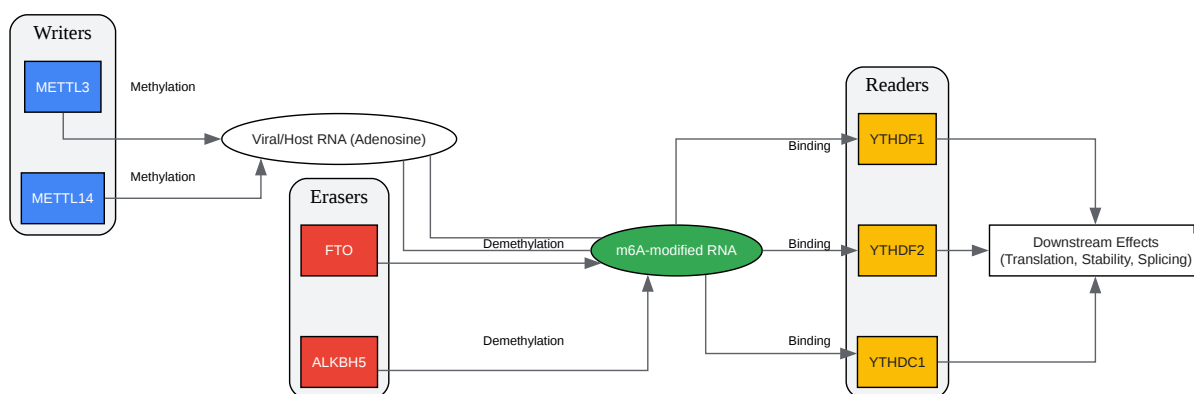 Writers
METTL3
Methylation
Viral/Host RNA (Adenosine)
Methylation
METTL14
Erasers
FTO
Demethylation
ALKBH5
Demethylation
m6A-modified RNA
Readers
Binding
YTHDF1
Binding
YTHDF2
Binding
YTHDC1
Downstream Effects
(Translation, Stability, Splicing)